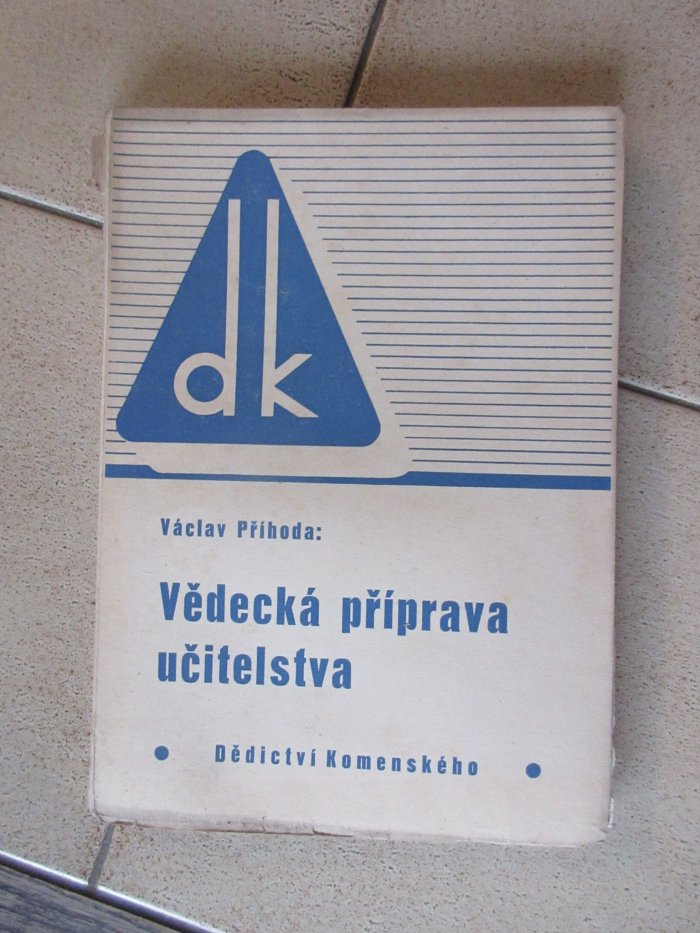 dk
Václav Příhoda:
Vědecká příprava
učitelstva
• Dědictví Komenského •